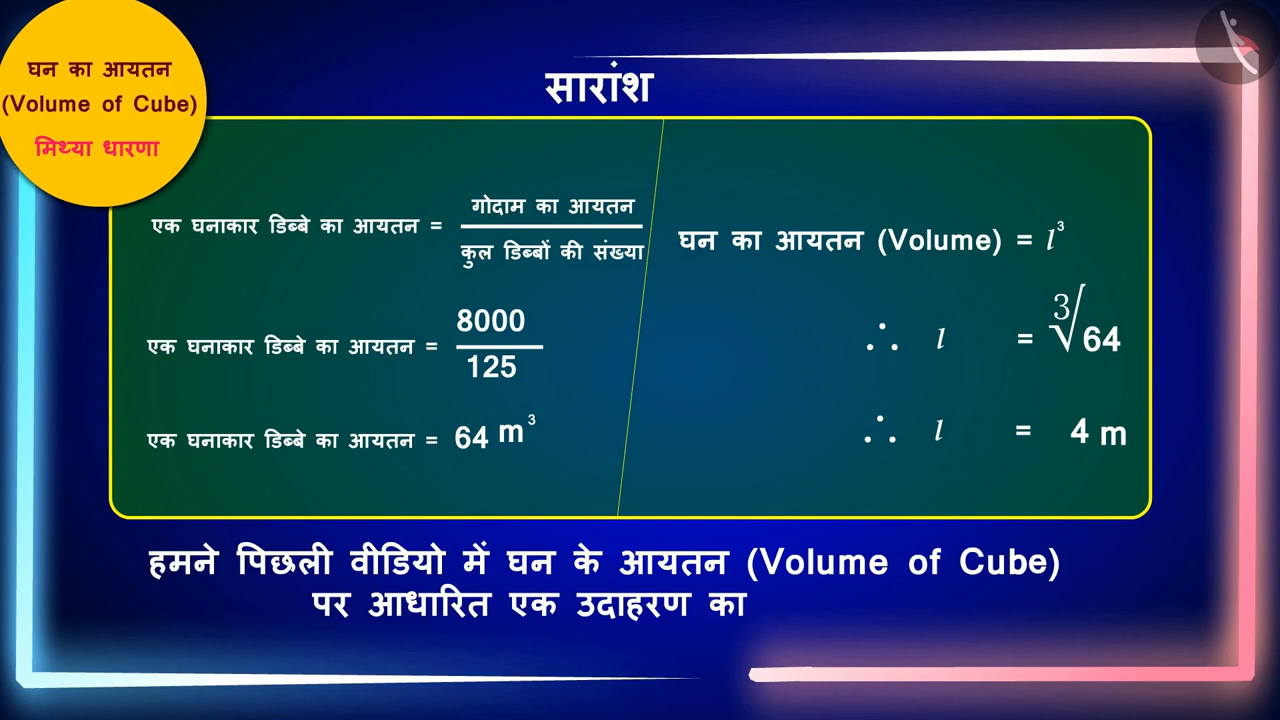 घन का आयतन
(Volume of Cube)
मिथ्या धारणा
सारांश
एक घनाकार डिब्बे का आयतन = गोदाम का आयतन / कुल डिब्बों की संख्या
एक घनाकार डिब्बे का आयतन = 8000 / 125
एक घनाकार डिब्बे का आयतन = 64 m³
घन का आयतन (Volume) = l³
∴ l = ∛64
∴ l = 4 m
हमने पिछली वीडियो में घन के आयतन (Volume of Cube)
पर आधारित एक उदाहरण का